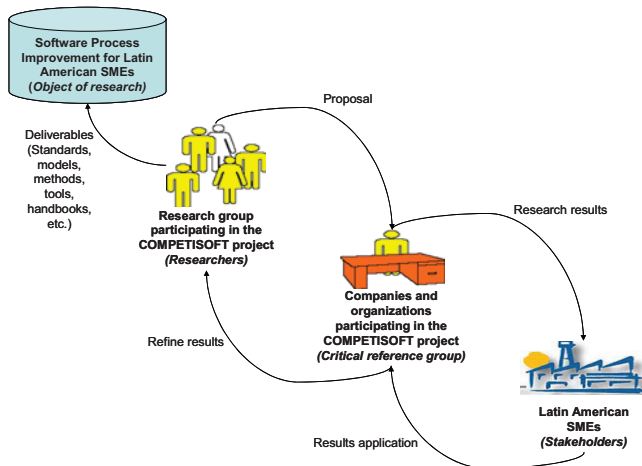 Software Process
Improvement for Latin
American SMEs
(Object of research)
Proposal
Deliverables
(Standards,
models,
methods,
tools,
handbooks,
etc.)
Research group
participating in the
COMPETISOFT project
(Researchers)
Research results
Companies and
organizations
participating in the
COMPETISOFT project
(Critical reference group)
Refine results
Latin American
SMEs
(Stakeholders)
Results application